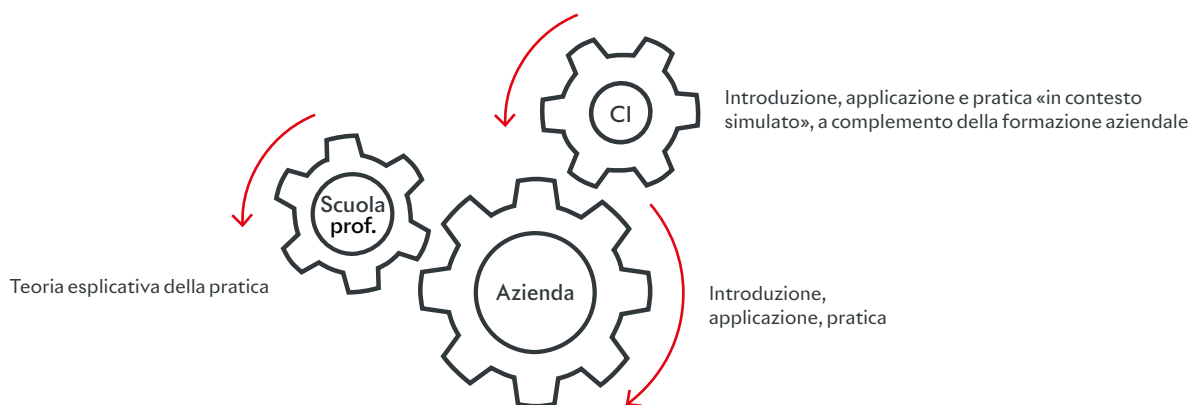 CI
Introduzione, applicazione e pratica «in contesto
simulato», a complemento della formazione aziendale
Scuola
prof.
Teoria esplicativa della pratica
Azienda
Introduzione,
applicazione, pratica